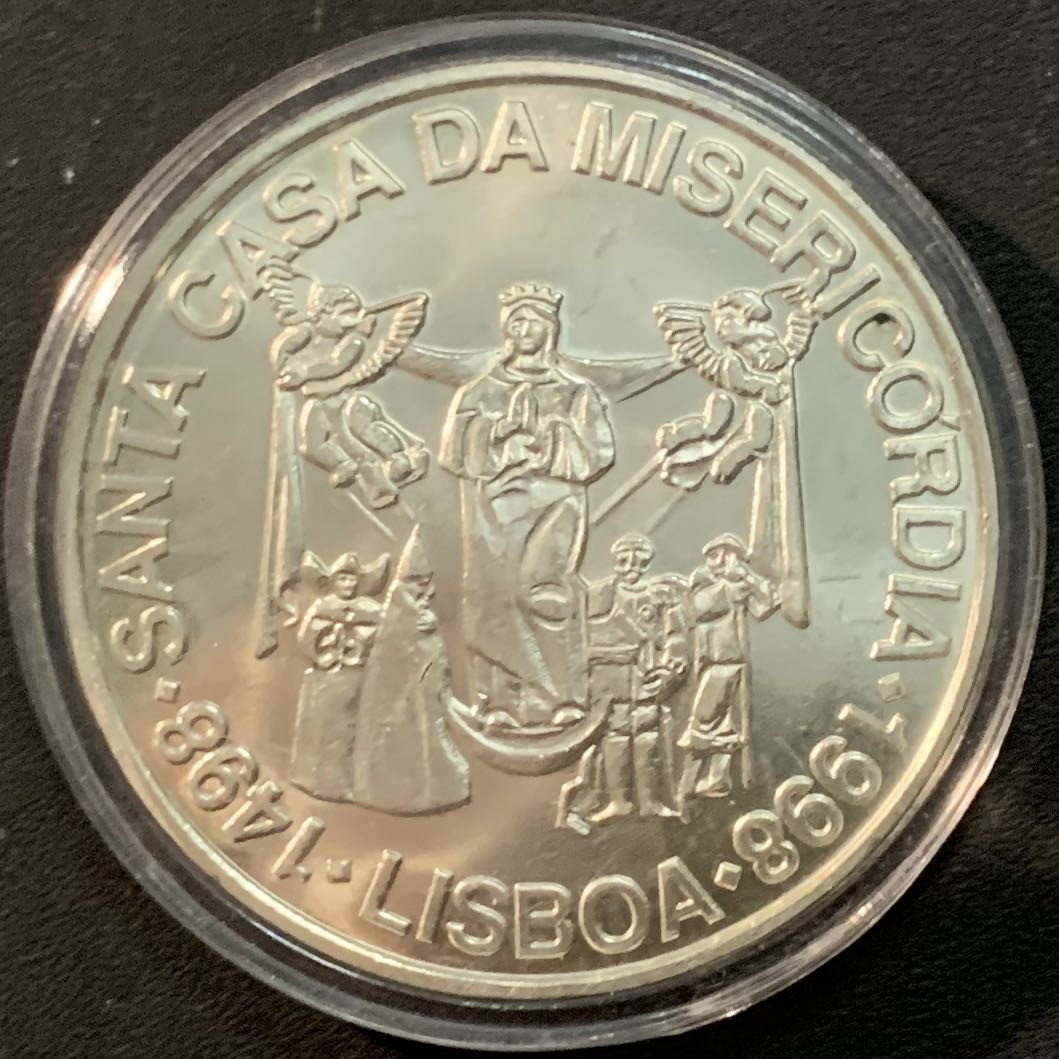 SANTA CASA DA MISERICÓRDIA
1498 · LISBOA · 1998